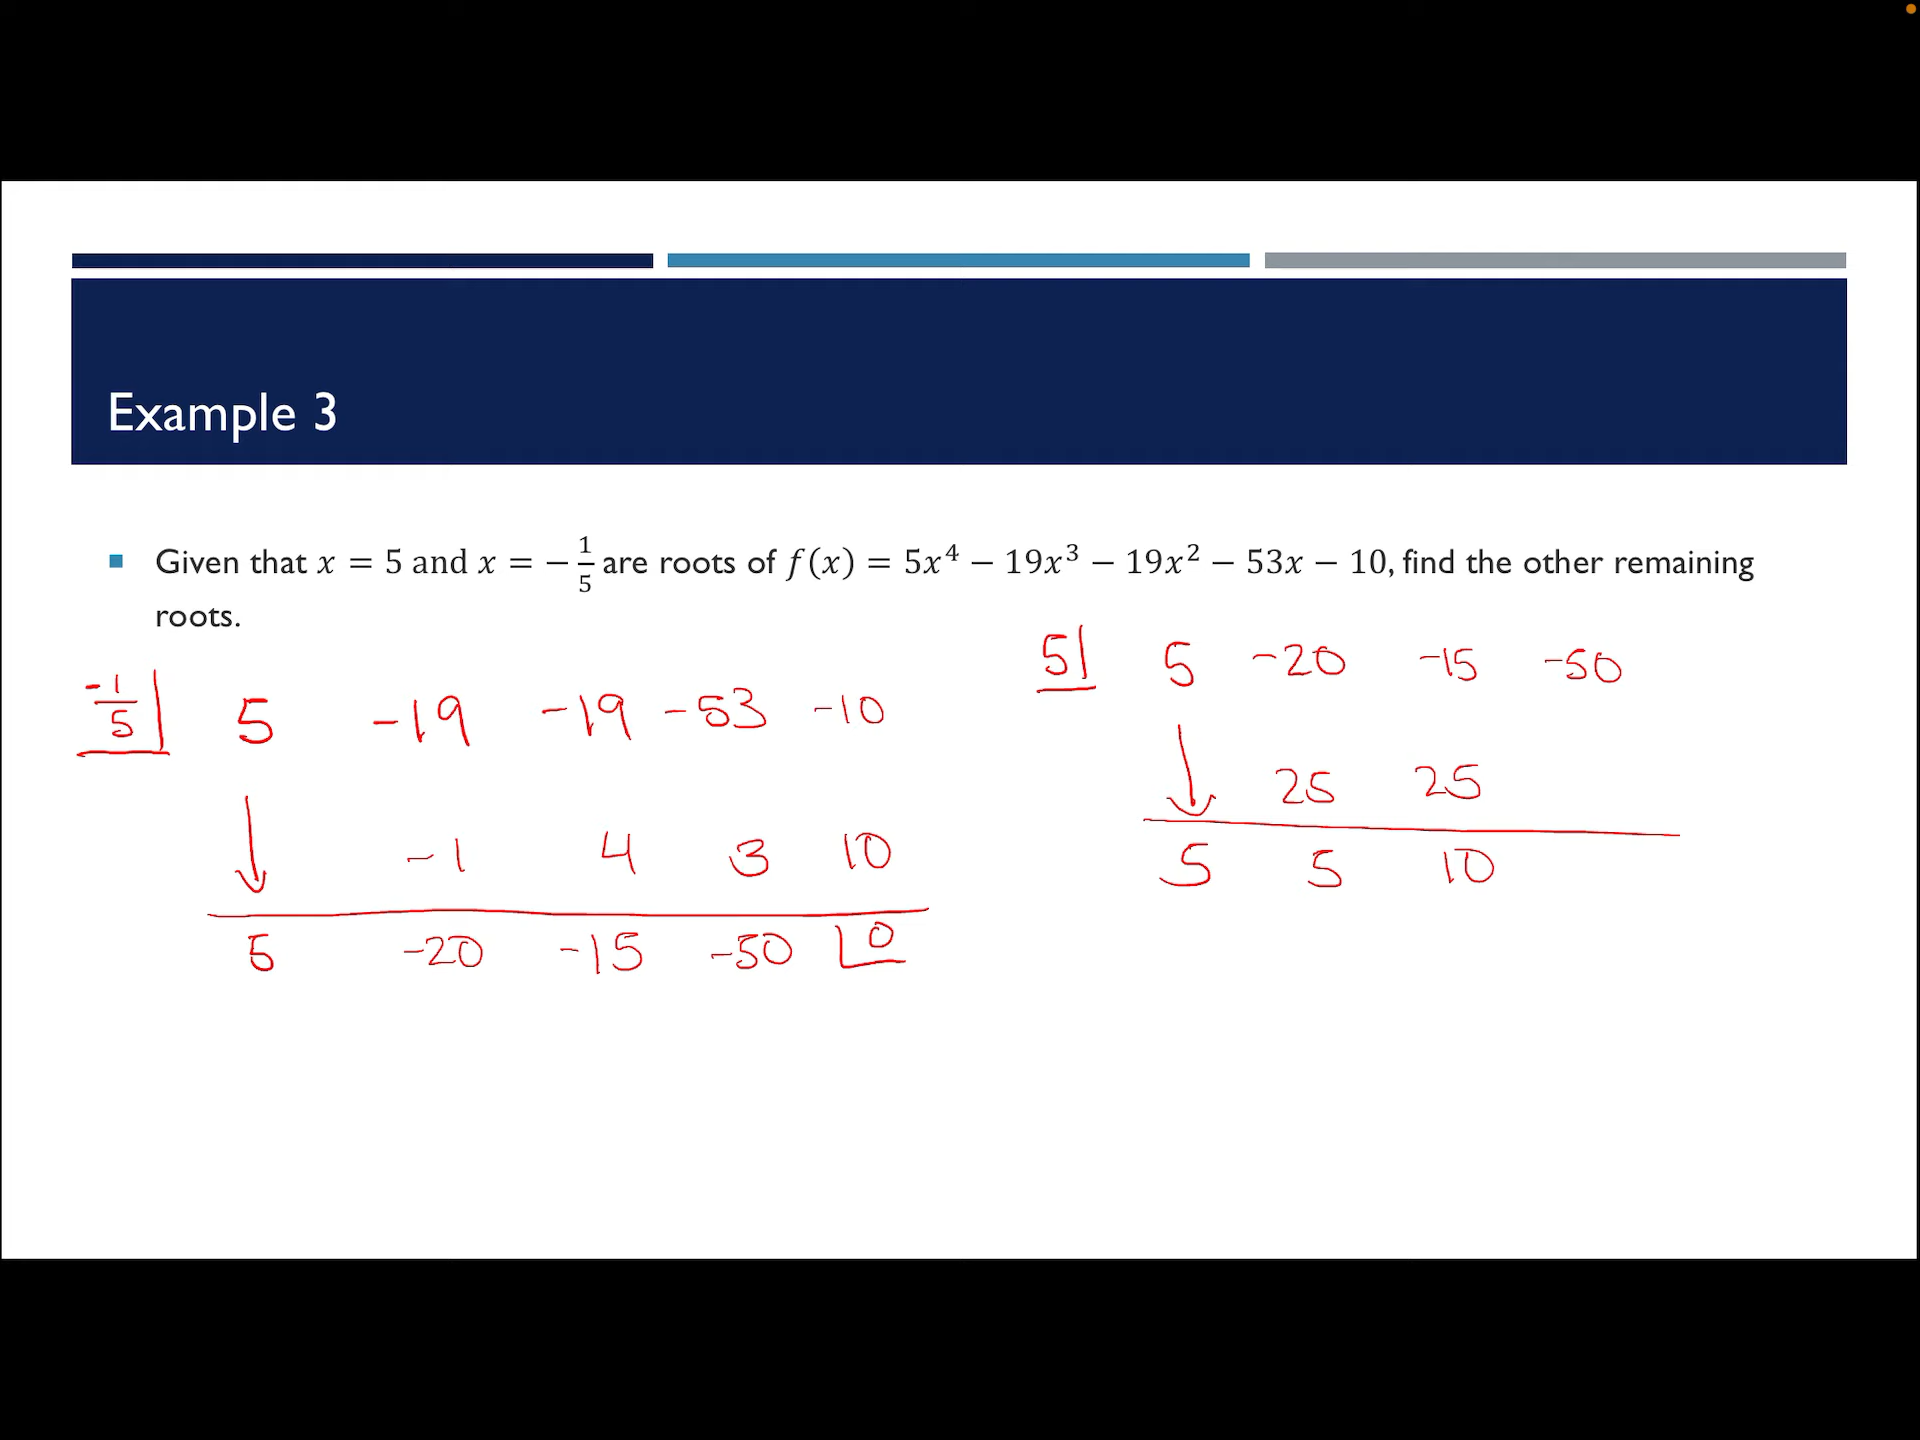 Example 3
Given that x = 5 and x = −1/5 are roots of f(x) = 5x⁴ − 19x³ − 19x² − 53x − 10, find the other remaining
roots.
-1/5 | 5 -19 -19 -53 -10
-1 4 3 10
5 -20 -15 -50 0
5 | 5 -20 -15 -50
25 25
5 5 10